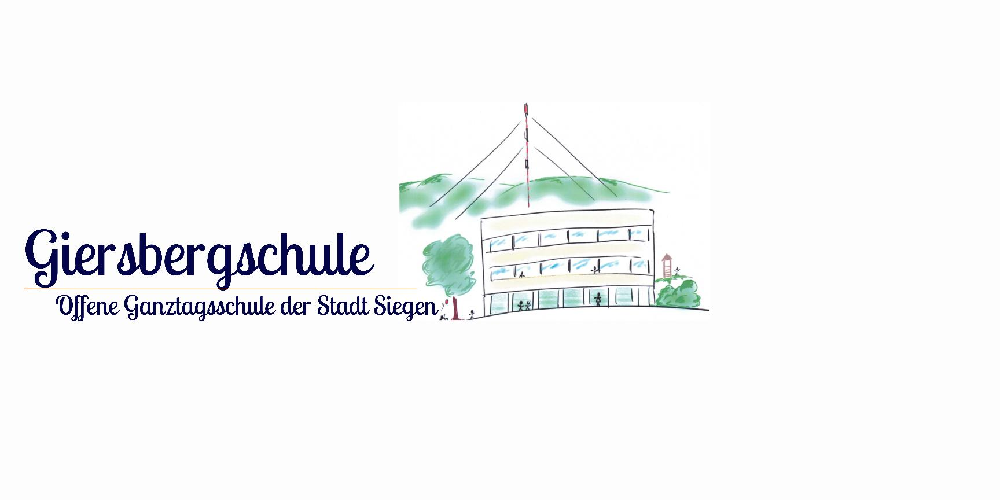 Giersbergschule
Offene Ganztagsschule der Stadt Siegen